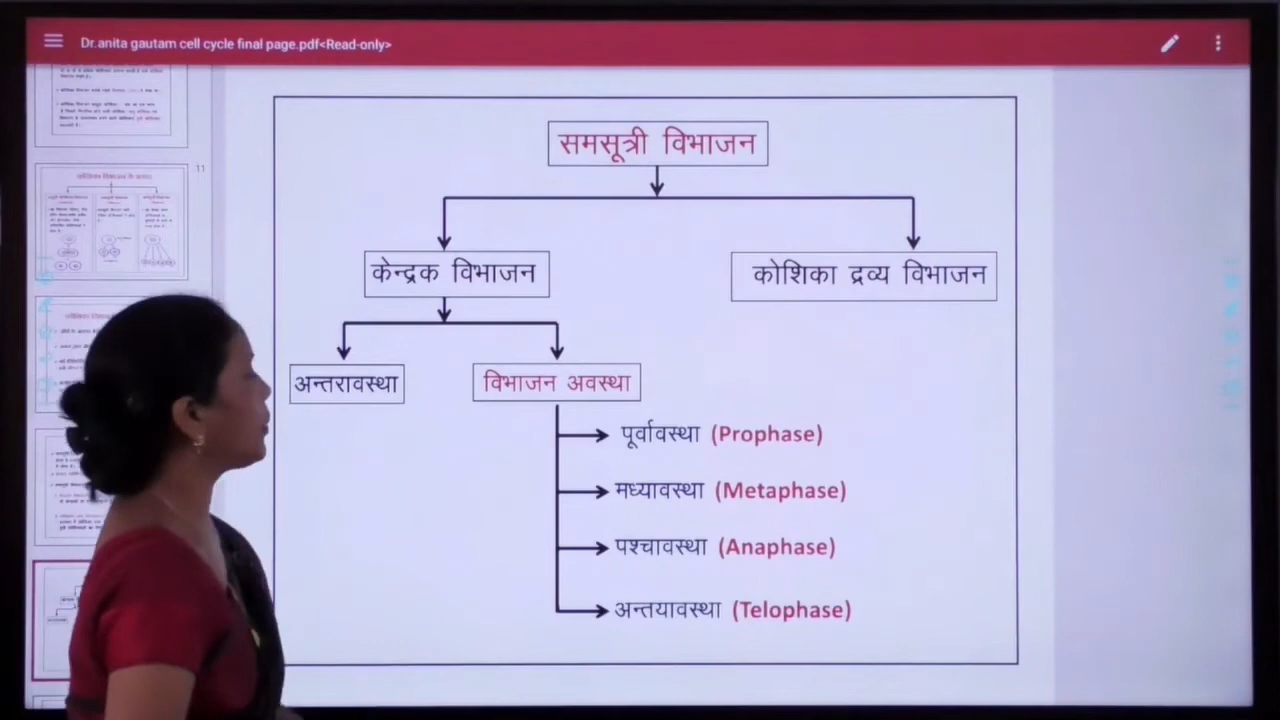 Dr.anita gautam cell cycle final page.pdf<Read-only>
11
समसूत्री विभाजन
केन्द्रक विभाजन
कोशिका द्रव्य विभाजन
अन्तरावस्था
विभाजन अवस्था
पूर्वावस्था (Prophase)
मध्यावस्था (Metaphase)
पश्चावस्था (Anaphase)
अन्तयावस्था (Telophase)